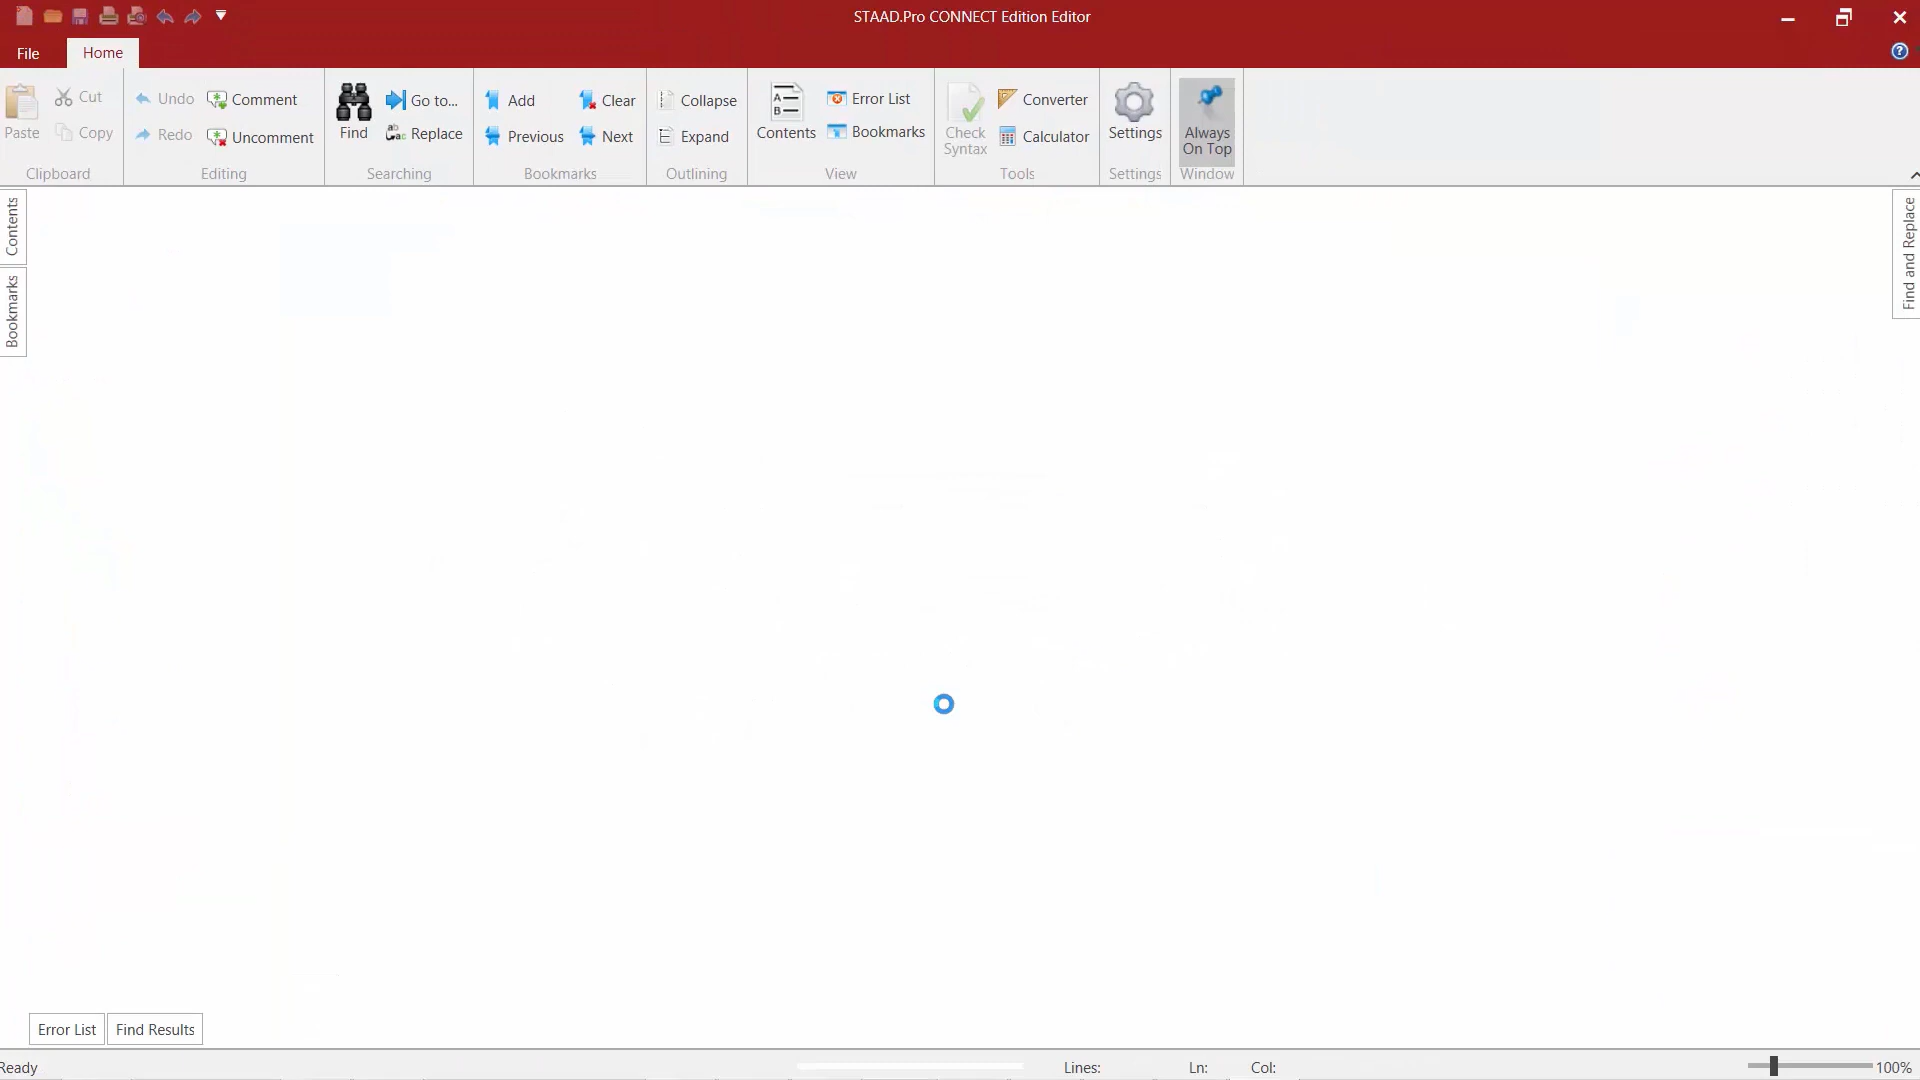 STAAD.Pro CONNECT Edition Editor
File
Home
Paste
Cut
Copy
Clipboard
Undo
Redo
Comment
Uncomment
Editing
Find
Go to...
Replace
Searching
Add
Previous
Clear
Next
Bookmarks
Collapse
Expand
Outlining
Contents
Error List
Bookmarks
View
Check
Syntax
Converter
Calculator
Tools
Settings
Settings
Always
On Top
Window
Contents
Bookmarks
Find and Replace
Error List
Find Results
Ready
Lines:
Ln:
Col:
100%